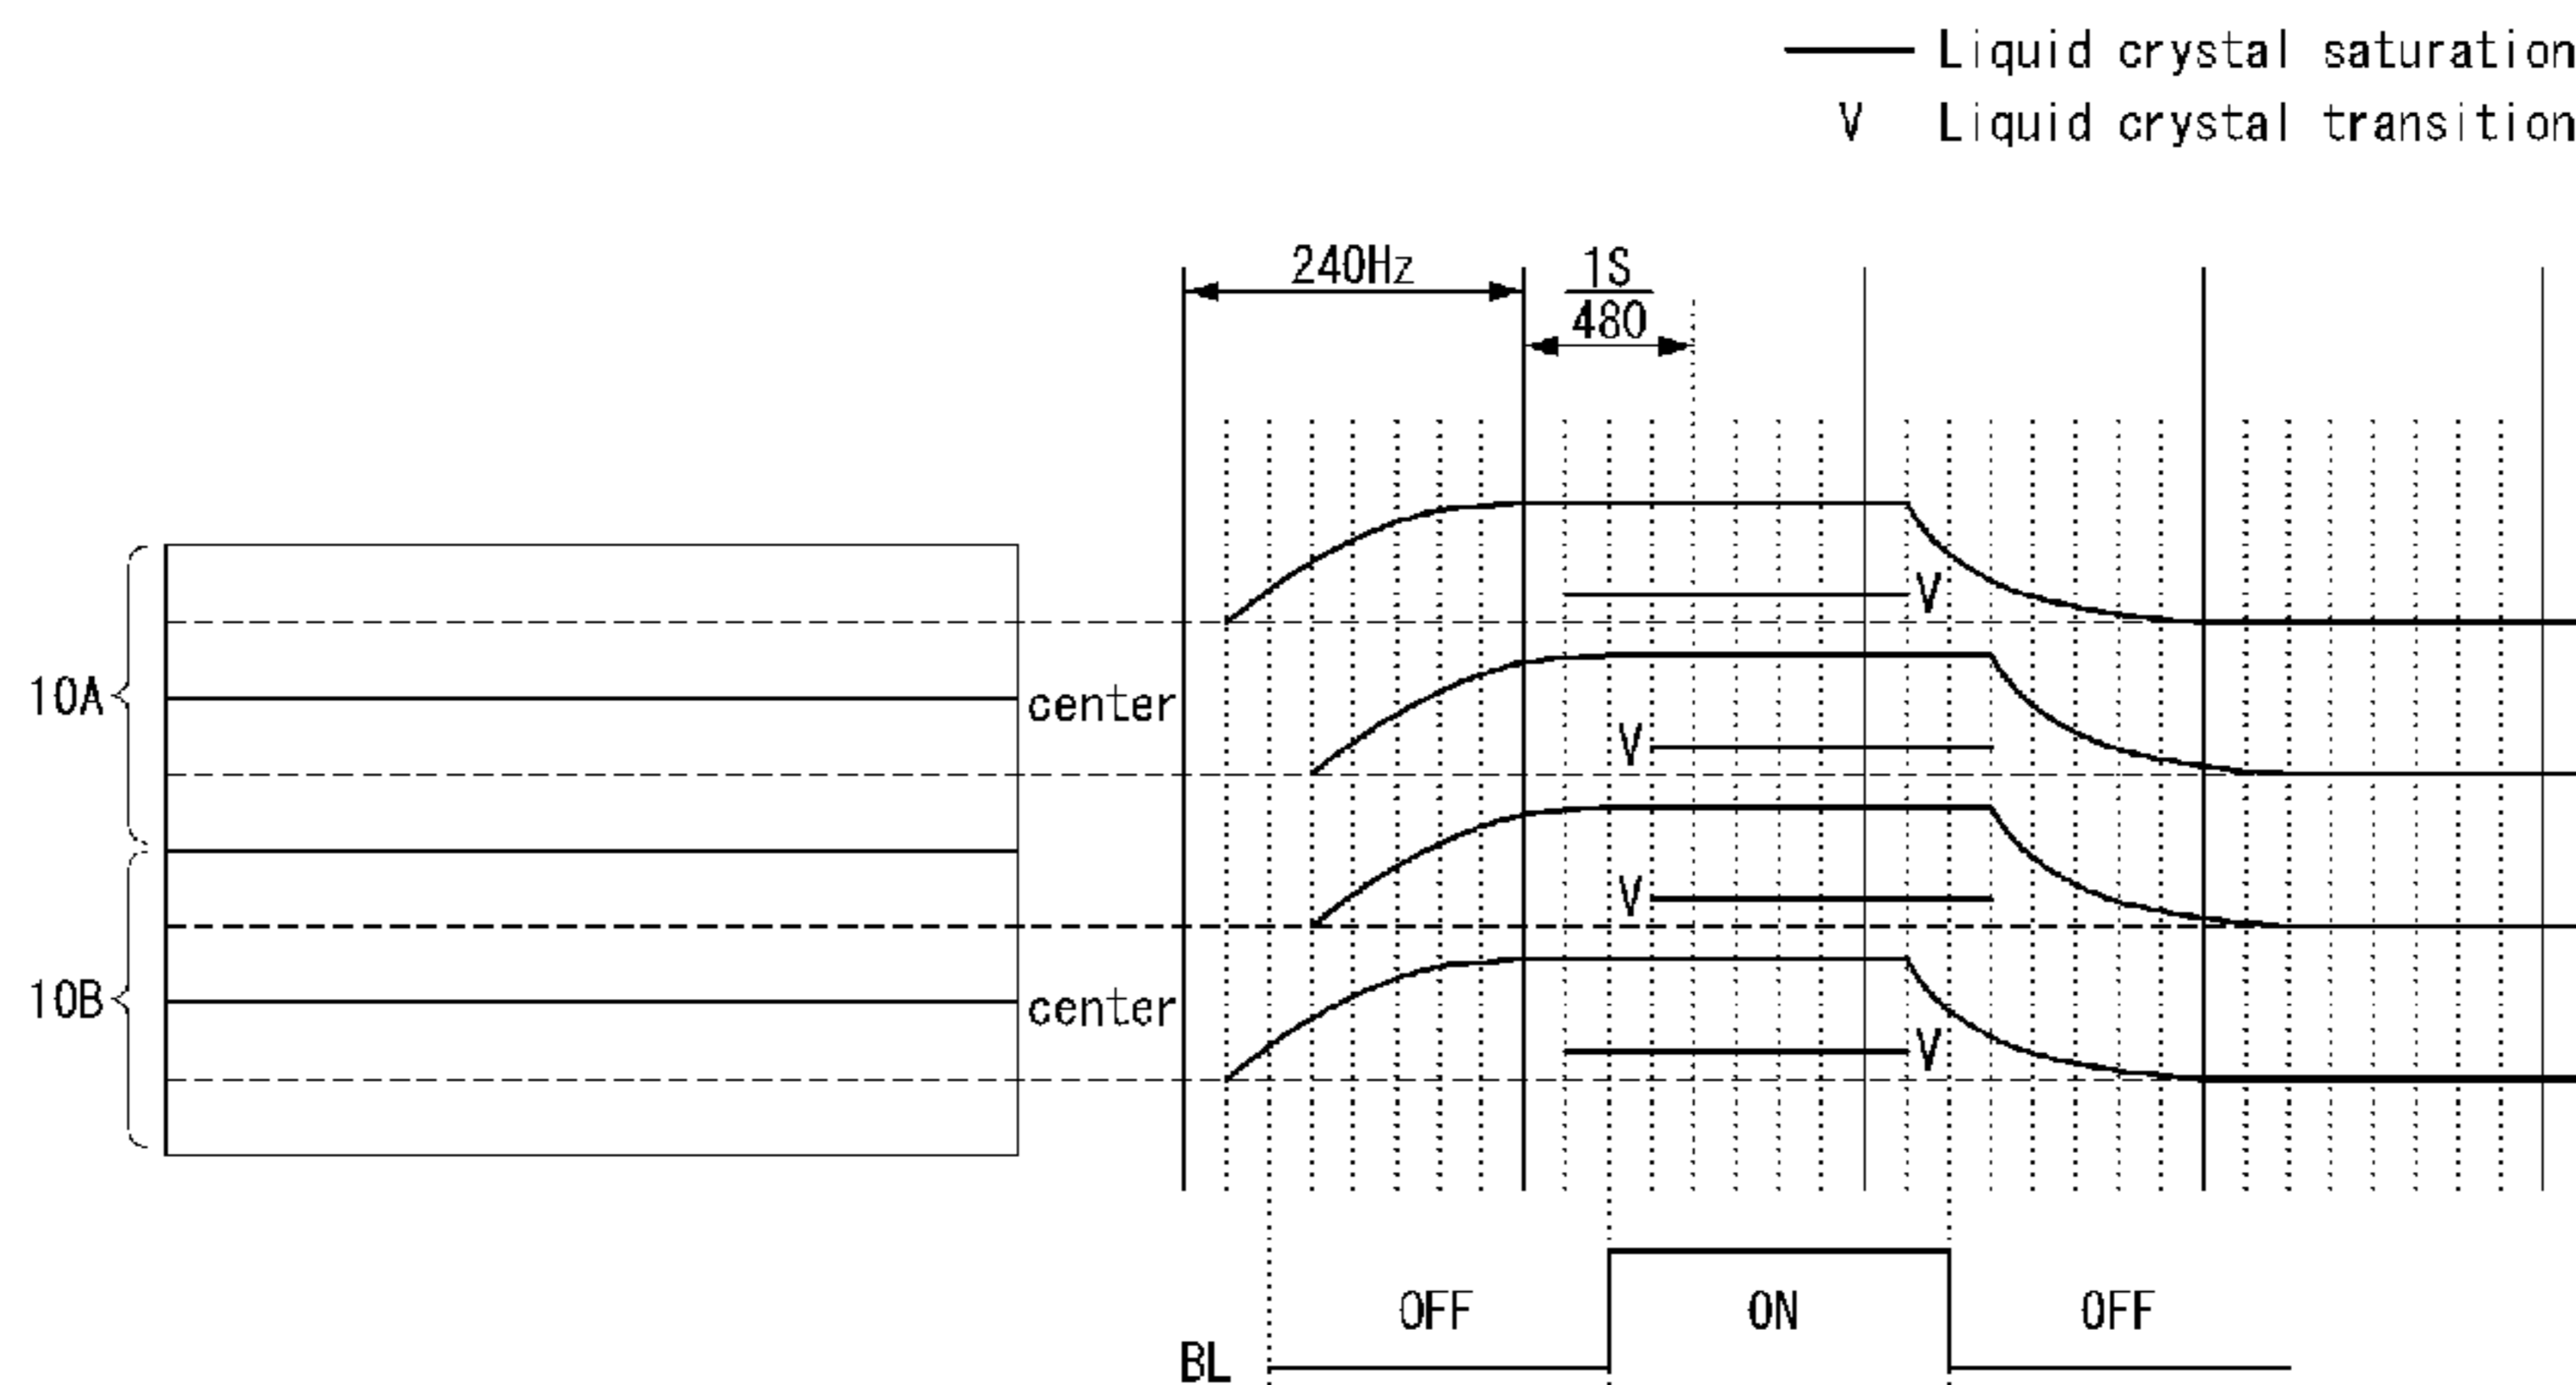 Liquid crystal saturation
V Liquid crystal transition
240Hz
1S
480
V
10A
center
V
V
10B
center
V
OFF
ON
OFF
BL